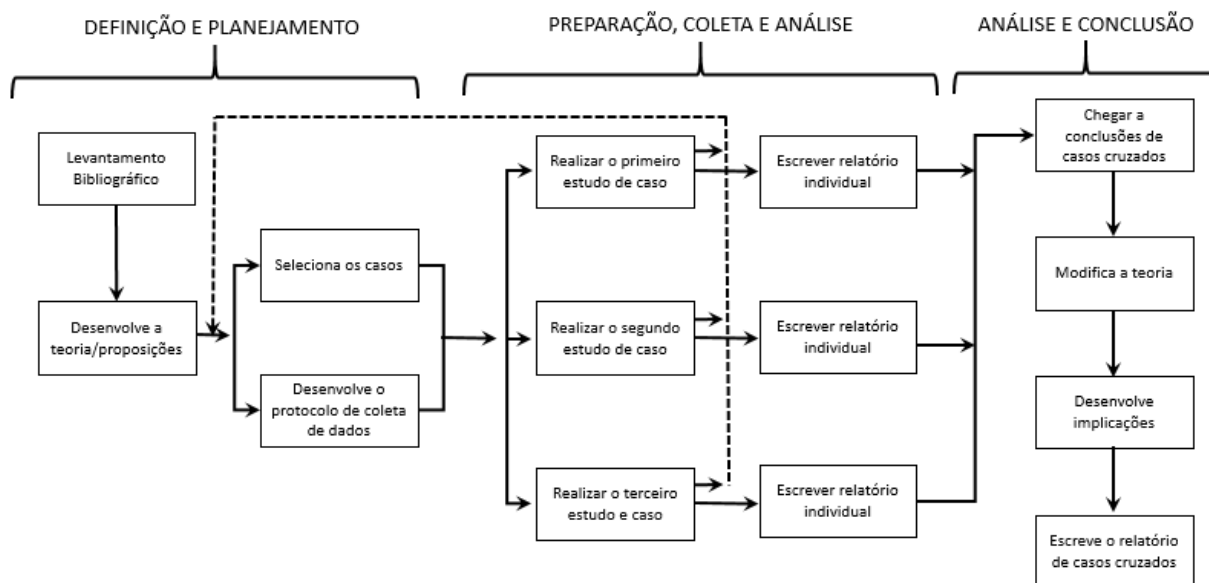 DEFINIÇÃO E PLANEJAMENTO
PREPARAÇÃO, COLETA E ANÁLISE
ANÁLISE E CONCLUSÃO
Levantamento
Bibliográfico
Desenvolve a
teoria/proposições
Seleciona os casos
Desenvolve o
protocolo de coleta
de dados
Realizar o primeiro
estudo de caso
Escrever relatório
individual
Realizar o segundo
estudo de caso
Escrever relatório
individual
Realizar o terceiro
estudo e caso
Escrever relatório
individual
Chegar a
conclusões de
casos cruzados
Modifica a teoria
Desenvolve
implicações
Escreve o relatório
de casos cruzados